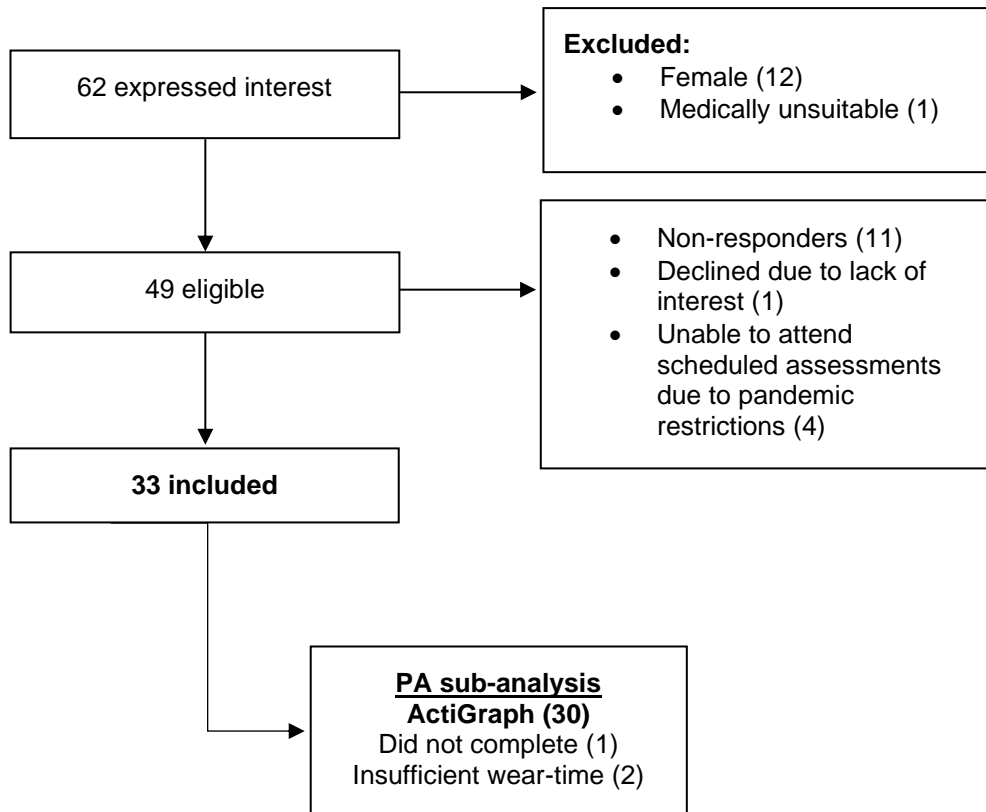 62 expressed interest
Excluded:
• Female (12)
• Medically unsuitable (1)
49 eligible
• Non-responders (11)
• Declined due to lack of
interest (1)
• Unable to attend
scheduled assessments
due to pandemic
restrictions (4)
33 included
PA sub-analysis
ActiGraph (30)
Did not complete (1)
Insufficient wear-time (2)